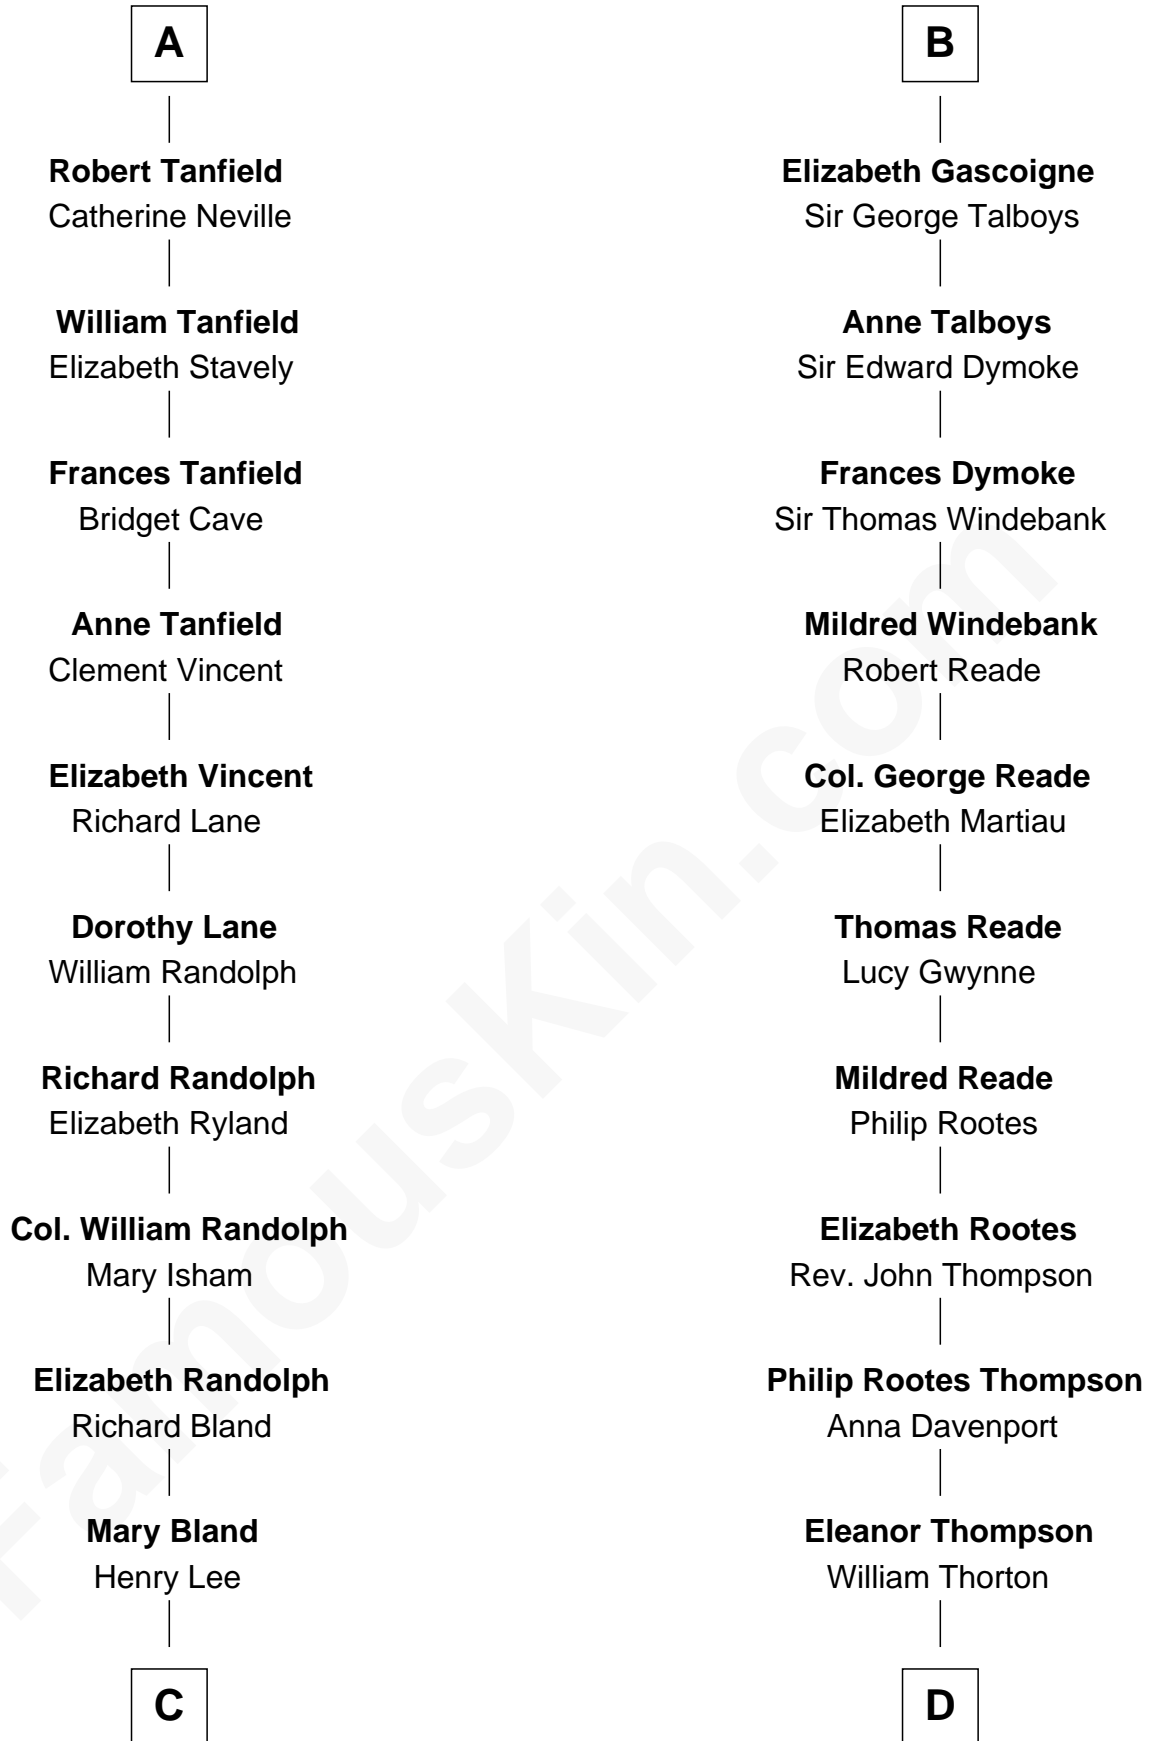 A
Robert Tanfield
Catherine Neville
William Tanfield
Elizabeth Stavely
Frances Tanfield
Bridget Cave
Anne Tanfield
Clement Vincent
Elizabeth Vincent
Richard Lane
Dorothy Lane
William Randolph
Richard Randolph
Elizabeth Ryland
Col. William Randolph
Mary Isham
Elizabeth Randolph
Richard Bland
Mary Bland
Henry Lee
C
B
Elizabeth Gascoigne
Sir George Talboys
Anne Talboys
Sir Edward Dymoke
Frances Dymoke
Sir Thomas Windebank
Mildred Windebank
Robert Reade
Col. George Reade
Elizabeth Martiau
Thomas Reade
Lucy Gwynne
Mildred Reade
Philip Rootes
Elizabeth Rootes
Rev. John Thompson
Philip Rootes Thompson
Anna Davenport
Eleanor Thompson
William Thorton
D
FamousKin.com